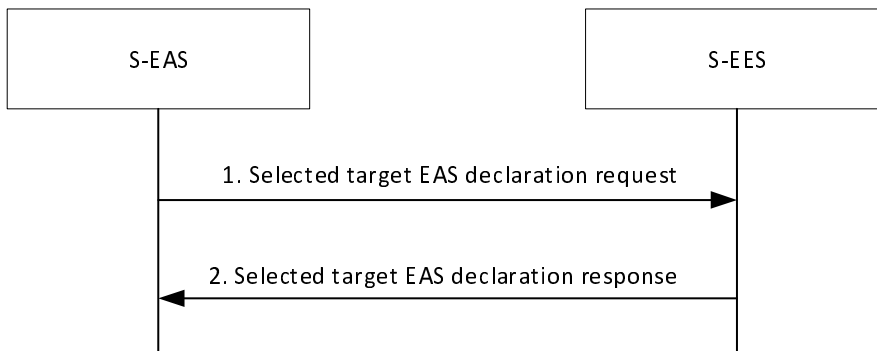 S-EAS
S-EES
1. Selected target EAS declaration request
2. Selected target EAS declaration response